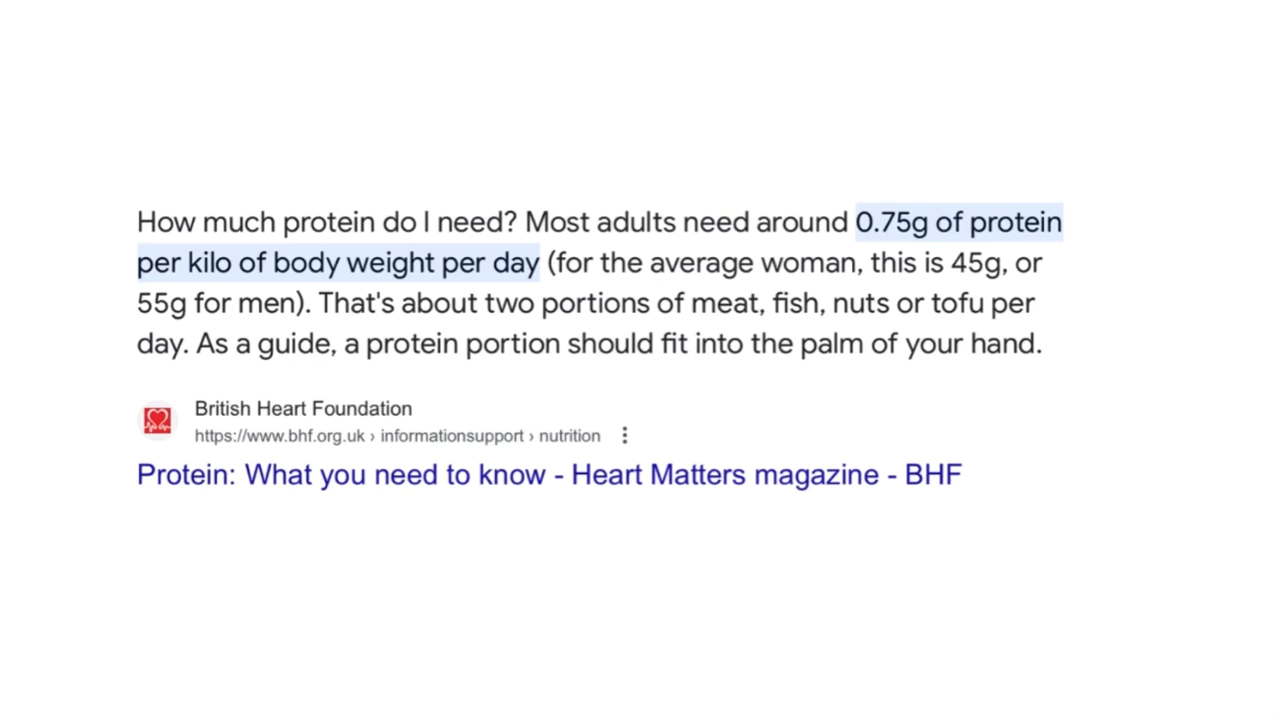 How much protein do I need? Most adults need around 0.75g of protein
per kilo of body weight per day (for the average woman, this is 45g, or
55g for men). That's about two portions of meat, fish, nuts or tofu per
day. As a guide, a protein portion should fit into the palm of your hand.
British Heart Foundation
https://www.bhf.org.uk › informationsupport › nutrition
Protein: What you need to know - Heart Matters magazine - BHF